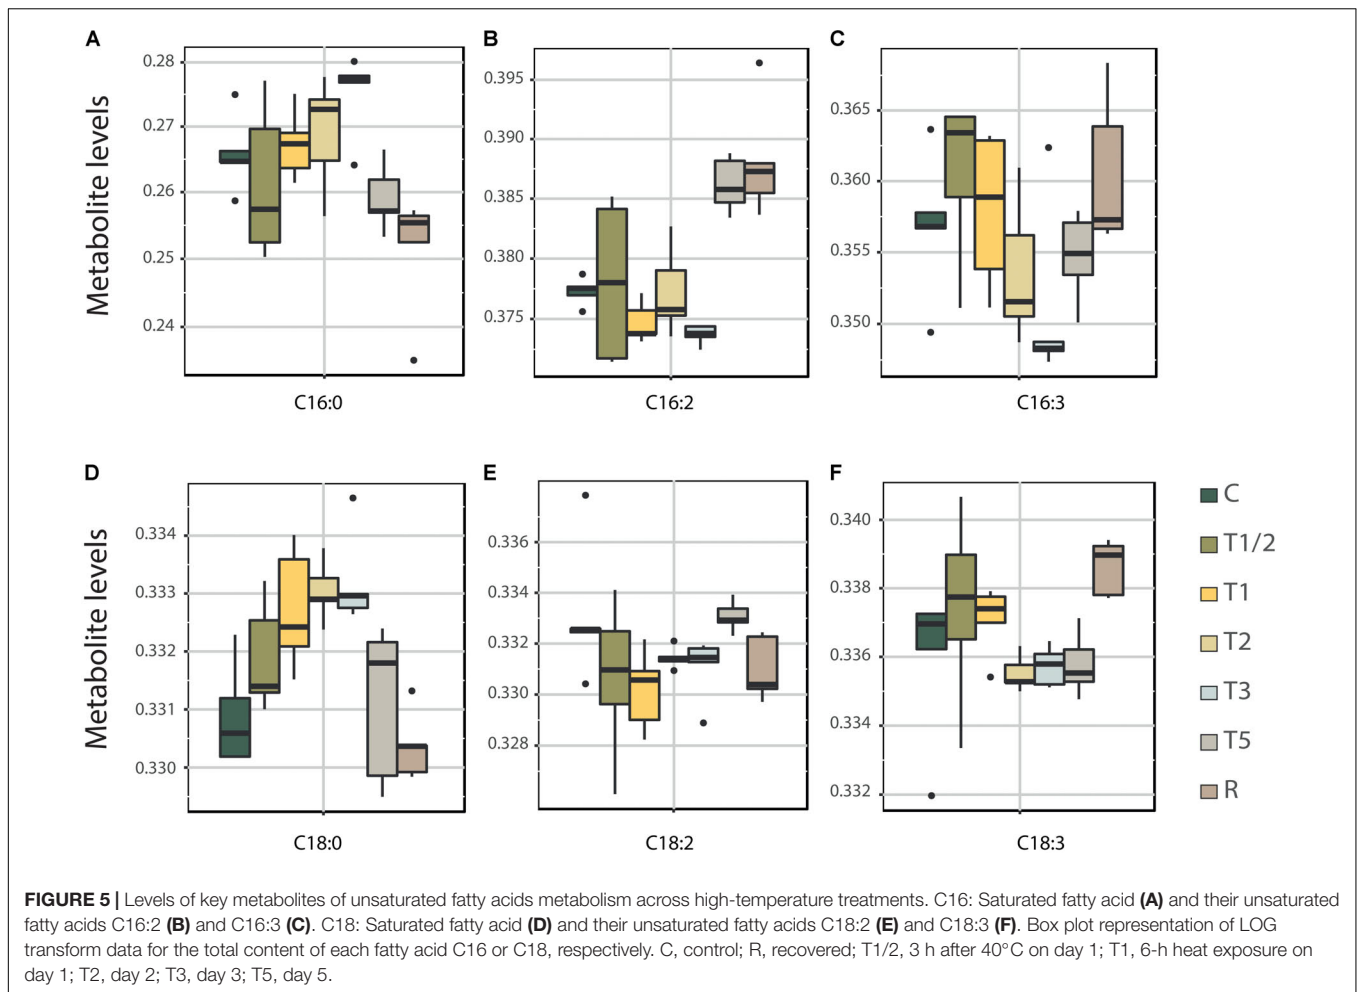 A
Metabolite levels
0.28
0.27
0.26
0.25
0.24
C16:0
B
0.395
0.390
0.385
0.380
0.375
C16:2
C
0.365
0.360
0.355
0.350
C16:3
D
Metabolite levels
0.334
0.333
0.332
0.331
0.330
C18:0
E
0.336
0.334
0.332
0.330
0.328
C18:2
F
0.340
0.338
0.336
0.334
0.332
C18:3
C
T1/2
T1
T2
T3
T5
R
FIGURE 5 | Levels of key metabolites of unsaturated fatty acids metabolism across high-temperature treatments. C16: Saturated fatty acid (A) and their unsaturated
fatty acids C16:2 (B) and C16:3 (C). C18: Saturated fatty acid (D) and their unsaturated fatty acids C18:2 (E) and C18:3 (F). Box plot representation of LOG
transform data for the total content of each fatty acid C16 or C18, respectively. C, control; R, recovered; T1/2, 3 h after 40°C on day 1; T1, 6-h heat exposure on
day 1; T2, day 2; T3, day 3; T5, day 5.